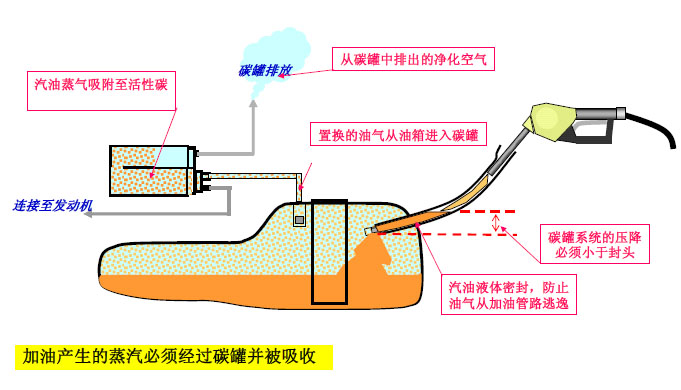 从碳罐中排出的净化空气
碳罐排放
汽油蒸气吸附至活性碳
置换的油气从油箱进入碳罐
连接至发动机
碳罐系统的压降
必须小于封头
汽油液体密封,防止
油气从加油管路逃逸
加油产生的蒸汽必须经过碳罐并被吸收